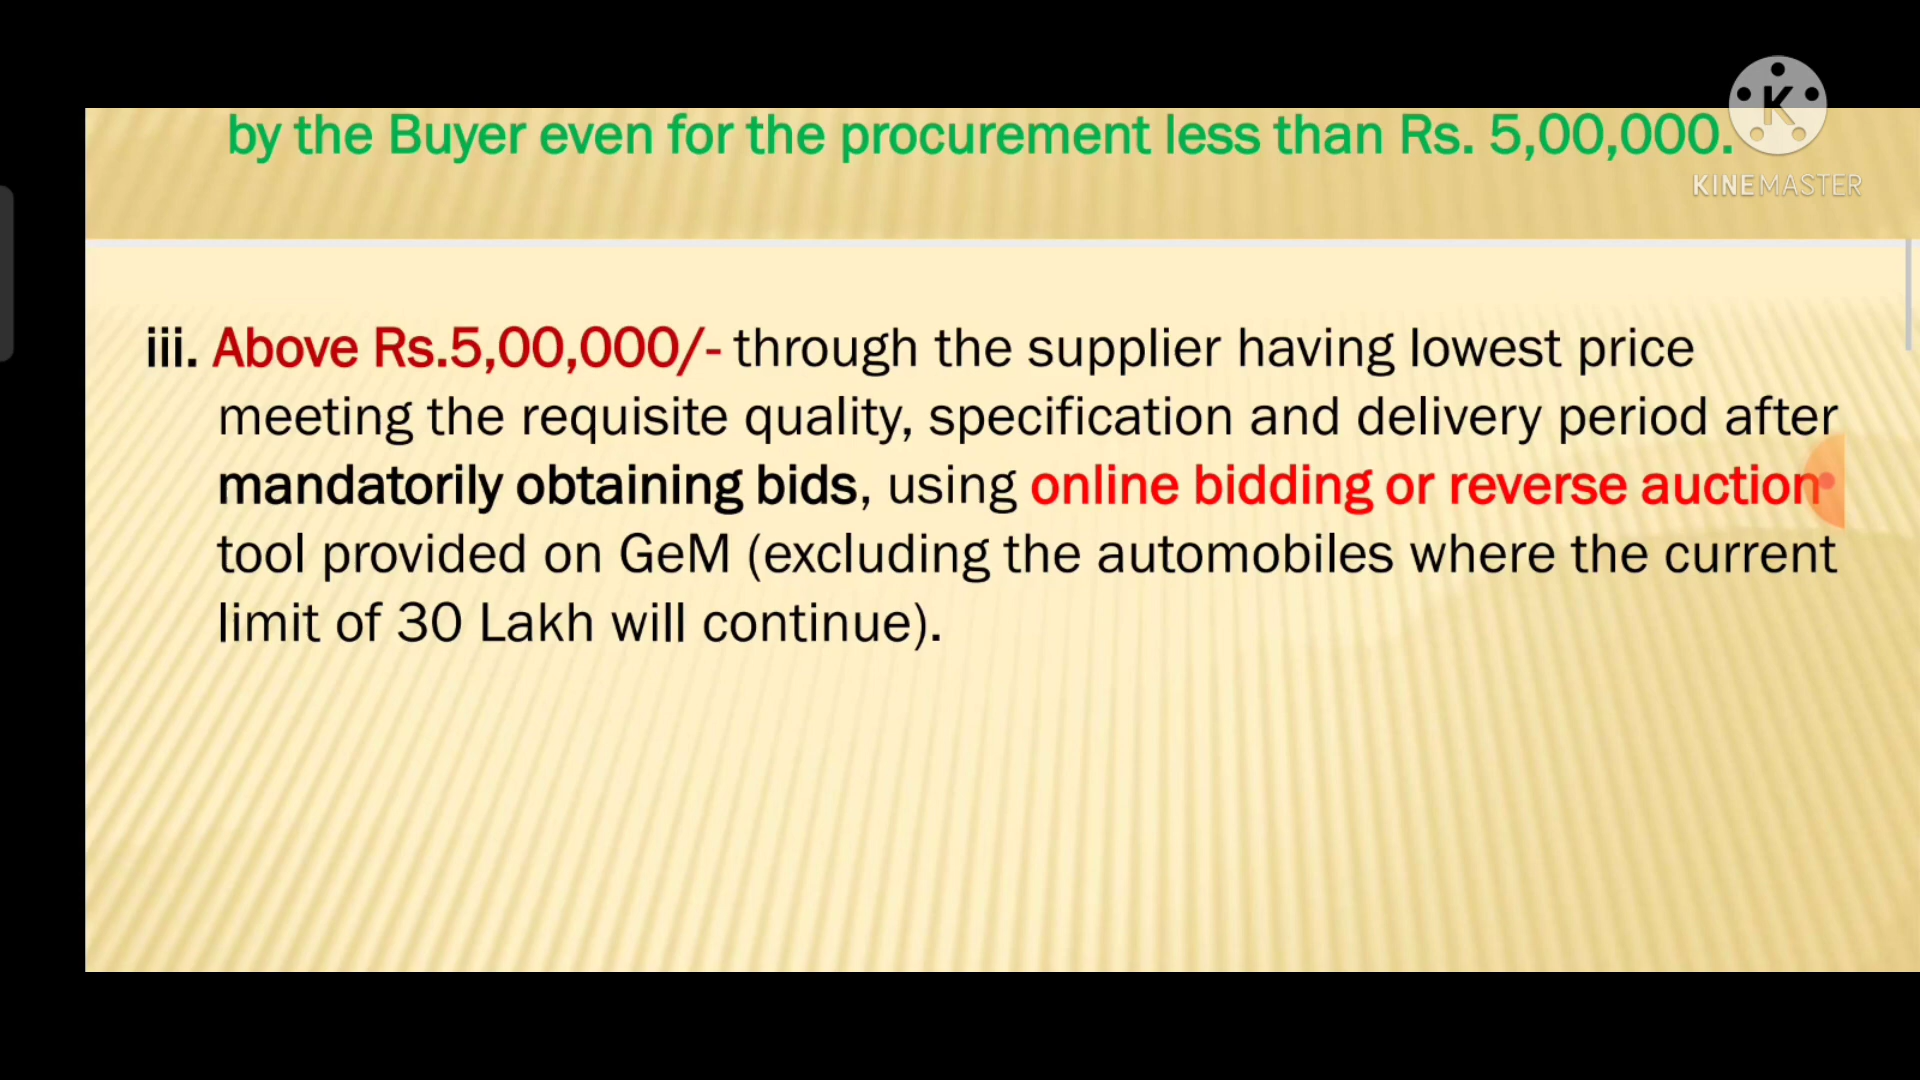 by the Buyer even for the procurement less than Rs. 5,00,000.
K
KINEMASTER
iii. Above Rs.5,00,000/- through the supplier having lowest price
meeting the requisite quality, specification and delivery period after
mandatorily obtaining bids, using online bidding or reverse auction
tool provided on GeM (excluding the automobiles where the current
limit of 30 Lakh will continue).